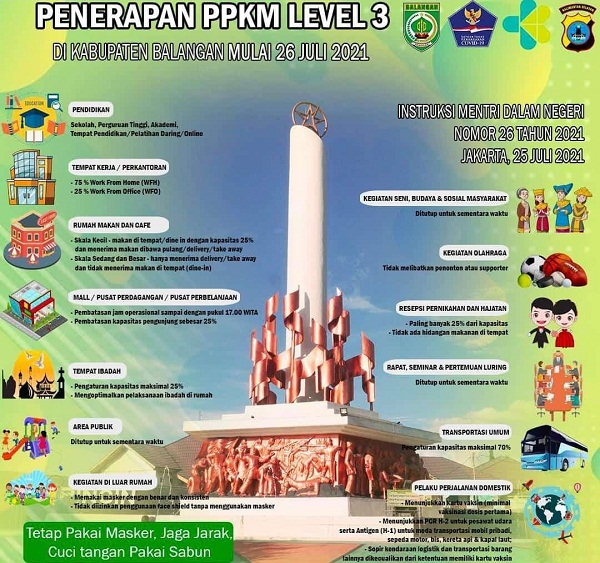 PENERAPAN PPKM LEVEL 3
DI KABUPATEN BALANGAN MULAI 26 JULI 2021
BALANGAN
COVID-19
KALIMANTAN SELATAN
INSTRUKSI MENTRI DALAM NEGERI
NOMOR 26 TAHUN 2021
JAKARTA, 25 JULI 2021
EDUCATION
PENDIDIKAN
Sekolah, Perguruan Tinggi, Akademi,
Tempat Pendidikan/Pelatihan Daring/Online
TEMPAT KERJA / PERKANTORAN
- 75 % Work From Home (WFH)
- 25 % Work From Office (WFO)
RUMAH MAKAN DAN CAFE
- Skala Kecil - makan di tempat/dine in dengan kapasitas 25%
dan menerima makan dibawa pulang/delivery/take away
- Skala Sedang dan Besar - hanya menerima delivery/take away
dan tidak menerima makan di tempat (dine-in)
MALL / PUSAT PERDAGANGAN / PUSAT PERBELANJAAN
- Pembatasan jam operasional sampai dengan pukul 17.00 WITA
- Pembatasan kapasitas pengunjung sebesar 25%
TEMPAT IBADAH
- Pengaturan kapasitas maksimal 25%
- Mengoptimalkan pelaksanaan ibadah di rumah
AREA PUBLIK
Ditutup untuk sementara waktu
KEGIATAN DI LUAR RUMAH
- Memakai masker dengan benar dan konsisten
- Tidak diizinkan penggunaan face shield tanpa menggunakan masker
Tetap Pakai Masker, Jaga Jarak,
Cuci tangan Pakai Sabun
KEGIATAN SENI, BUDAYA & SOSIAL MASYARAKAT
Ditutup untuk sementara waktu
KEGIATAN OLAHRAGA
Tidak melibatkan penonton atau supporter
RESEPSI PERNIKAHAN DAN HAJATAN
- Paling banyak 25% dari kapasitas
- Tidak ada hidangan makanan di tempat
RAPAT, SEMINAR & PERTEMUAN LURING
Ditutup untuk sementara waktu
TRANSPORTASI UMUM
Pengaturan kapasitas maksimal 70%
PELAKU PERJALANAN DOMESTIK
- Menunjukkan Kartu vaksin (minimal
vaksinasi dosis pertama)
- Menunjukkan PCR H-2 untuk pesawat udara
serta Antigen (H-1) untuk moda transportasi mobil pribadi,
sepeda motor, bis, kereta api & kapal laut;
- Sopir kendaraan logistik dan transportasi barang
lainnya dikecualikan dari ketentuan memiliki kartu vaksin